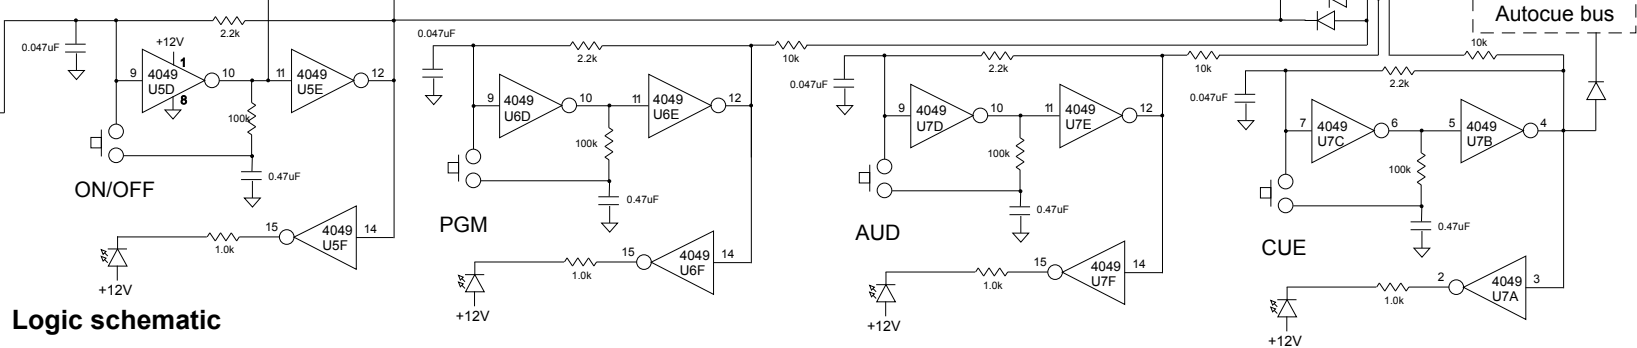 Autocue bus
0.047uF
2.2k
+12V
1
9
4049
U5D
10
8
11
4049
U5E
12
100k
0.47uF
ON/OFF
15
4049
U5F
14
1.0k
+12V
0.047uF
2.2k
10k
9
4049
U6D
10
11
4049
U6E
12
100k
0.47uF
PGM
15
4049
U6F
14
1.0k
+12V
0.047uF
2.2k
10k
9
4049
U7D
10
11
4049
U7E
12
100k
0.47uF
AUD
15
4049
U7F
14
1.0k
+12V
10k
0.047uF
2.2k
7
4049
U7C
6
5
4049
U7B
4
100k
0.47uF
CUE
2
4049
U7A
3
1.0k
+12V
Logic schematic